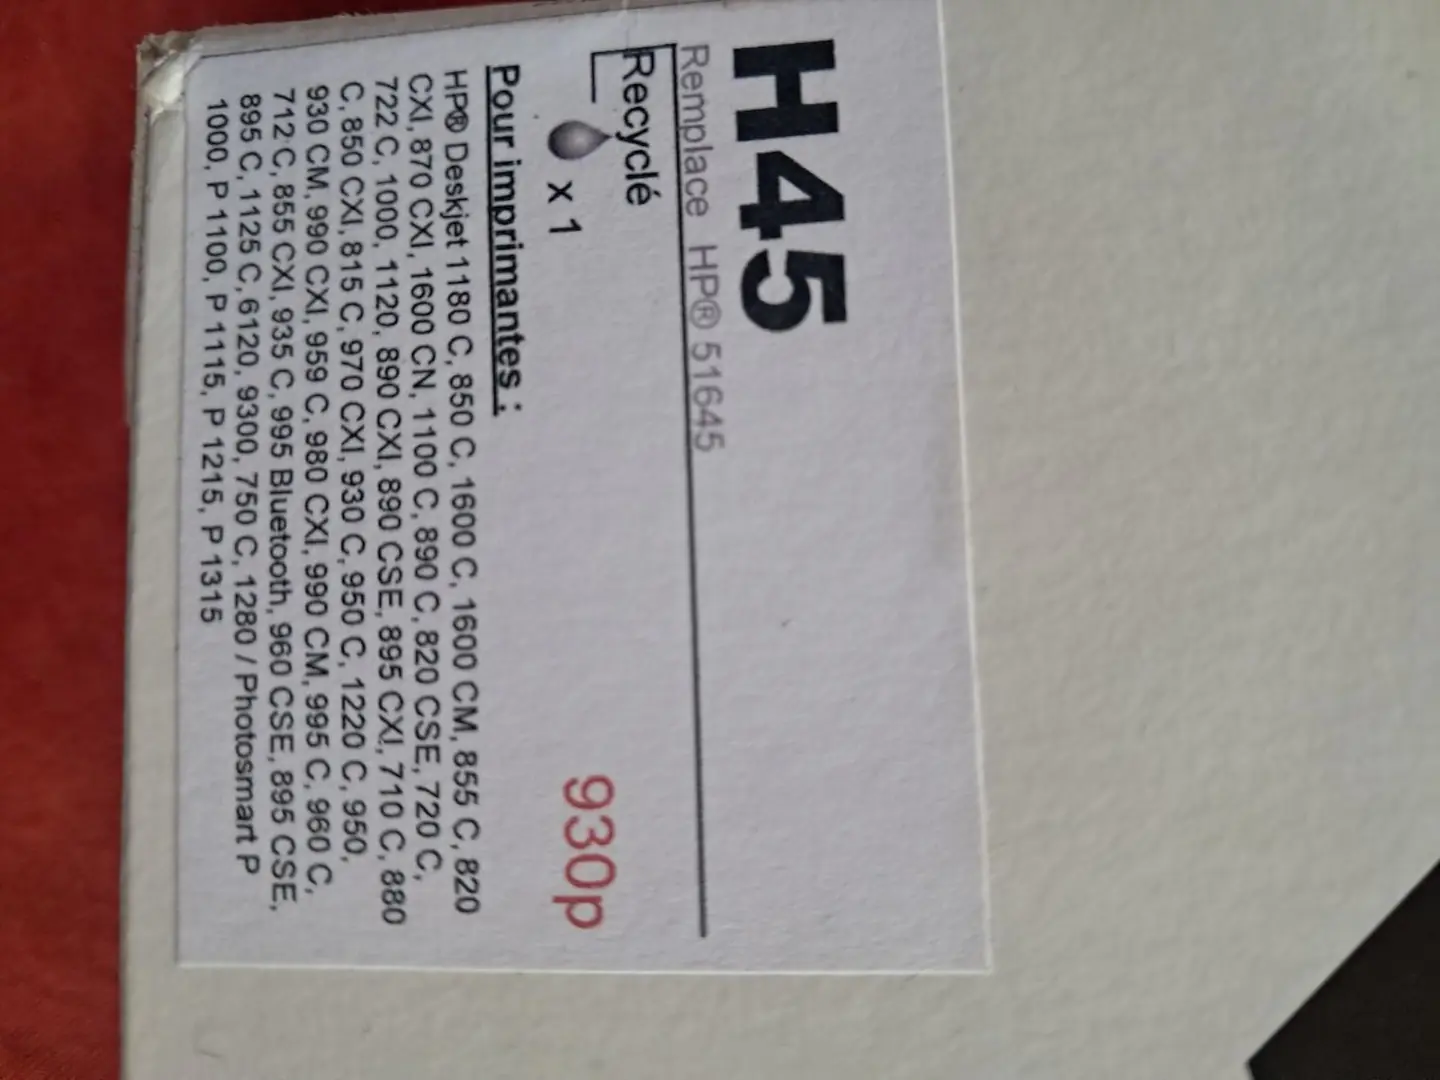 H45
Remplace HP® 51645
Recyclé
x 1
930p
Pour imprimantes :
HP® Deskjet 1180 C, 850 C, 1600 C, 1600 CM, 855 C, 820
CXI, 870 CXI, 1600 CN, 1100 C, 890 C, 820 CSE, 720 C,
722 C, 1000, 1120, 890 CXI, 890 CSE, 895 CXI, 710 C, 880
C, 850 CXI, 815 C, 970 CXI, 930 C, 950 C, 1220 C, 950,
930 CM, 990 CXI, 959 C, 980 CXI, 990 CM, 995 C, 960 C,
712 C, 855 CXI, 935 C, 995 Bluetooth, 960 CSE, 895 CSE,
895 C, 1125 C, 6120, 9300, 750 C, 1280 / Photosmart P
1000, P 1100, P 1115, P 1215, P 1315